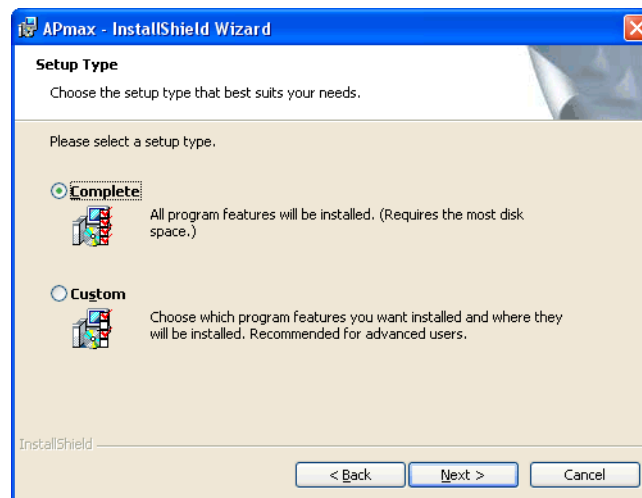 APmax - InstallShield Wizard
Setup Type
Choose the setup type that best suits your needs.
Please select a setup type.
Complete
All program features will be installed. (Requires the most disk
space.)
Custom
Choose which program features you want installed and where they
will be installed. Recommended for advanced users.
InstallShield
< Back
Next >
Cancel